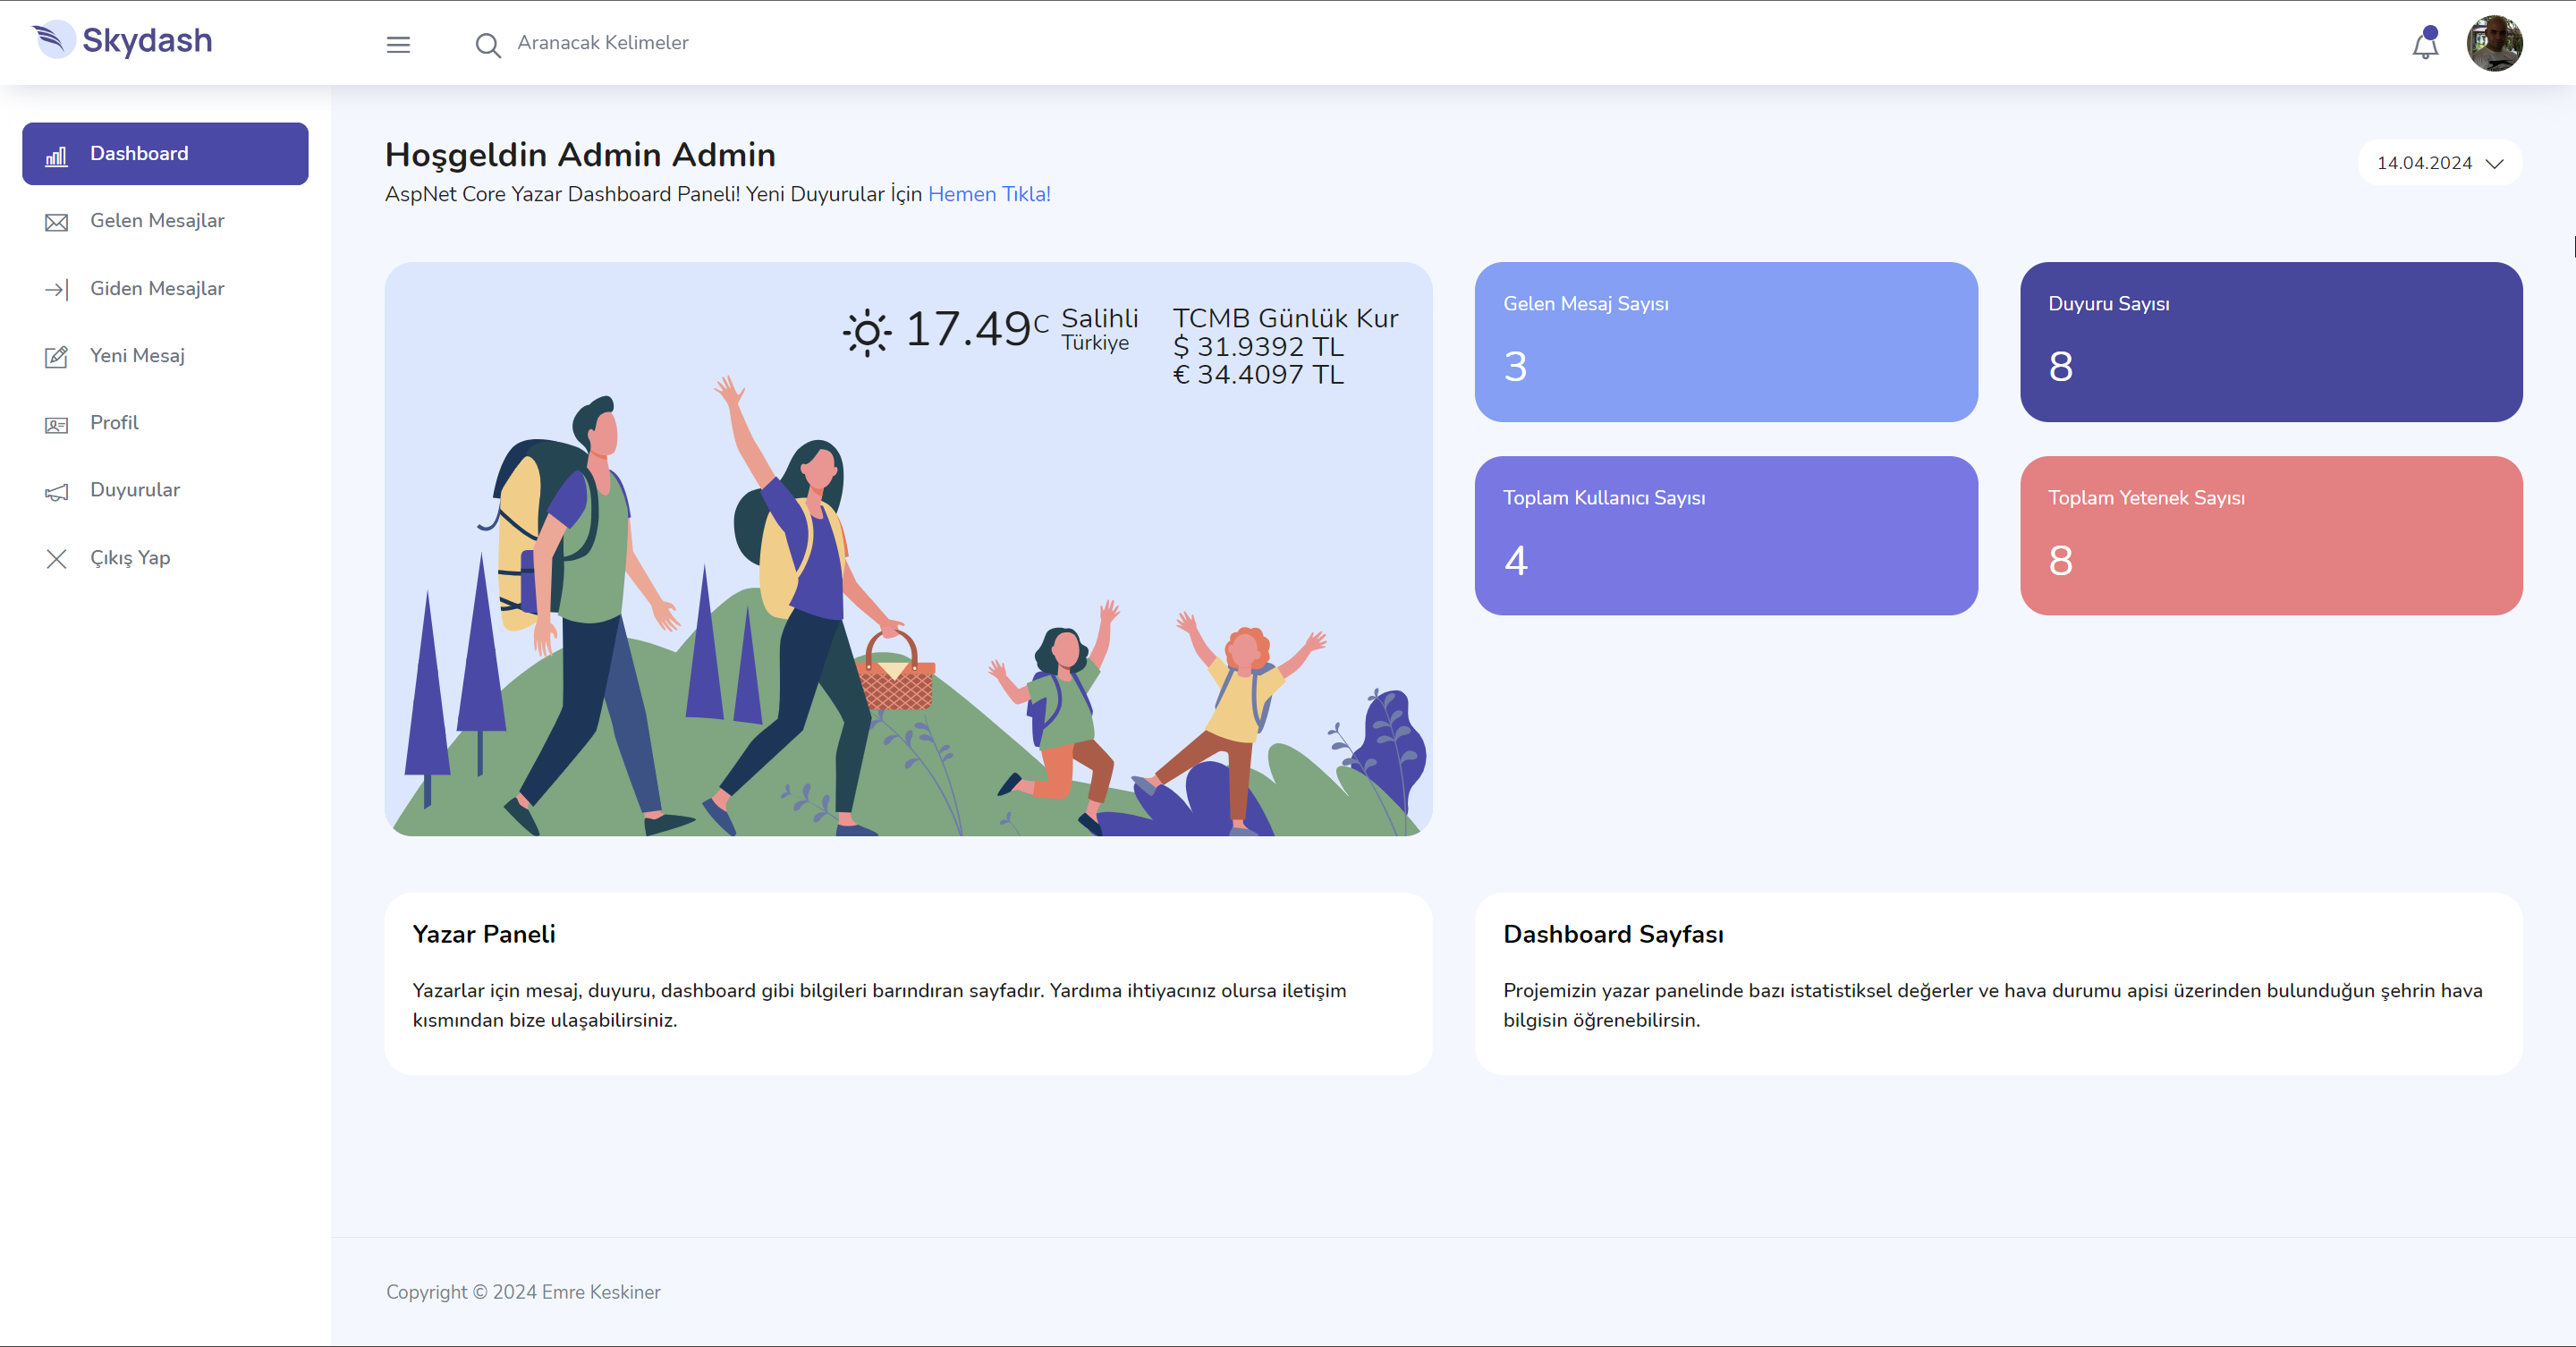 Skydash
Aranacak Kelimeler
Dashboard
Gelen Mesajlar
Giden Mesajlar
Yeni Mesaj
Profil
Duyurular
Çıkış Yap
Hoşgeldin Admin Admin
AspNet Core Yazar Dashboard Paneli! Yeni Duyurular İçin Hemen Tıkla!
14.04.2024
17.49C
Salihli
Türkiye
TCMB Günlük Kur
$ 31.9392 TL
€ 34.4097 TL
Gelen Mesaj Sayısı
3
Duyuru Sayısı
8
Toplam Kullanıcı Sayısı
4
Toplam Yetenek Sayısı
8
Yazar Paneli
Yazarlar için mesaj, duyuru, dashboard gibi bilgileri barındıran sayfadır. Yardıma ihtiyacınız olursa iletişim
kısmından bize ulaşabilirsiniz.
Dashboard Sayfası
Projemizin yazar panelinde bazı istatistiksel değerler ve hava durumu apisi üzerinden bulunduğun şehrin hava
bilgisin öğrenebilirsin.
Copyright © 2024 Emre Keskiner